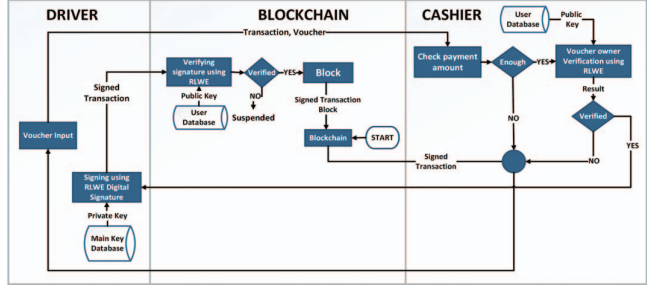 DRIVER
BLOCKCHAIN
CASHIER
User
Database
Public
Key
Transaction, Voucher
Verifying
signature using
RLWE
Verified
YES
Block
Check payment
amount
Enough
YES
Voucher owner
Verification using
RLWE
Signed
Transaction
Public Key
NO
Suspended
User
Database
Signed Transaction
Block
Result
Verified
NO
Voucher Input
Blockchain
START
YES
Signed
Transaction
NO
Signing using
RLWE Digital
Signature
Private Key
Main Key
Database